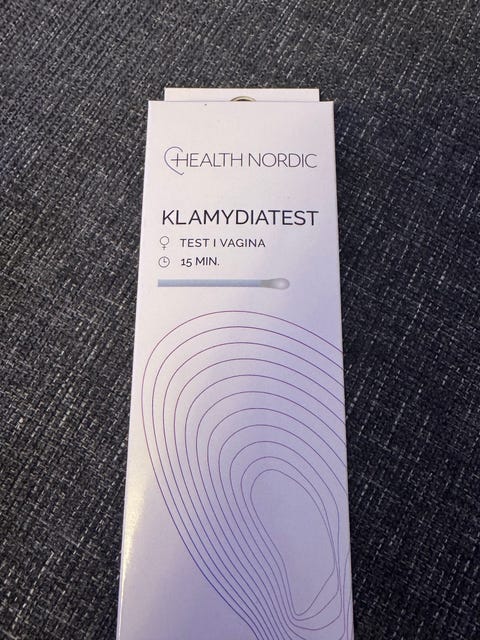 HEALTH NORDIC
KLAMYDIATEST
TEST I VAGINA
15 MIN.